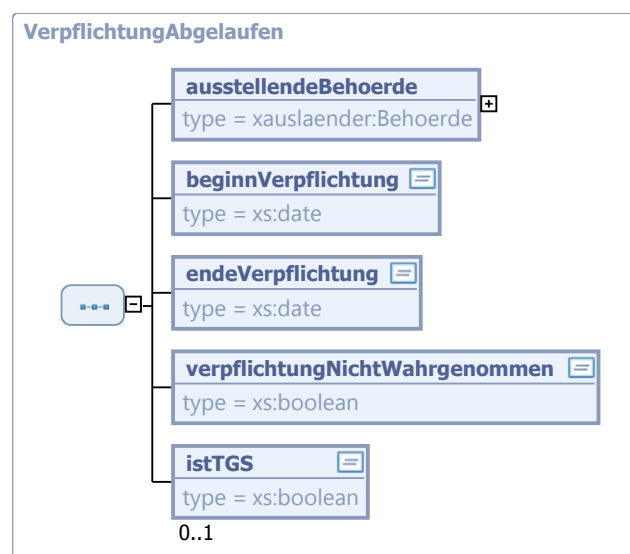 VerpflichtungAbgelaufen
ausstellendeBehoerde
type = xauslaender:Behoerde
beginnVerpflichtung
type = xs:date
endeVerpflichtung
type = xs:date
verpflichtungNichtWahrgenommen
type = xs:boolean
istTGS
type = xs:boolean
0..1